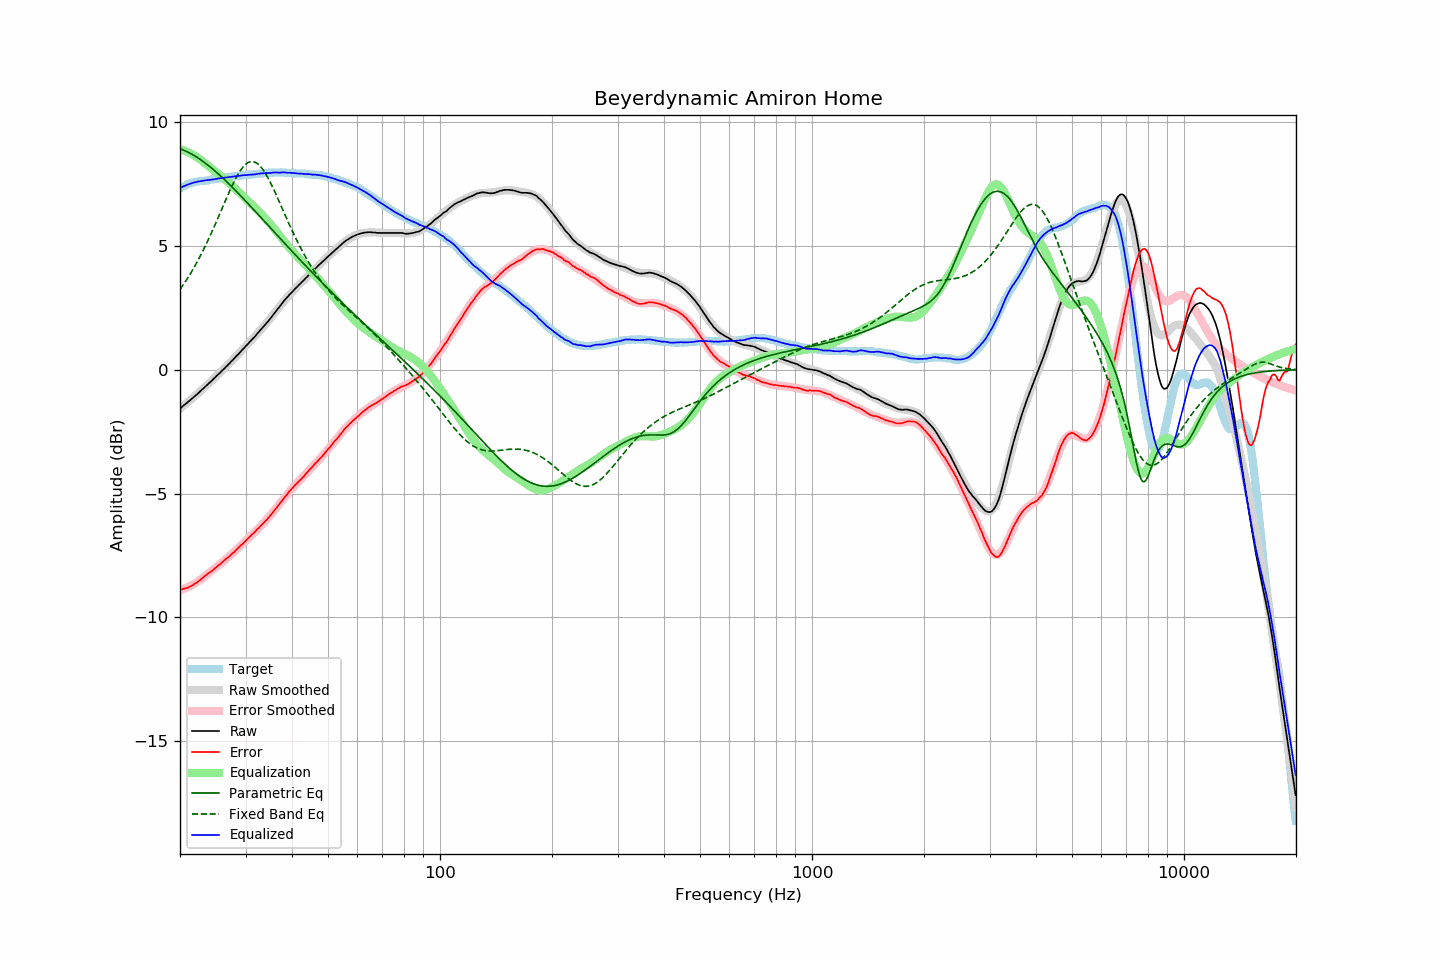 Beyerdynamic Amiron Home
10
5
0
−5
−10
−15
Amplitude (dBr)
Target
Raw Smoothed
Error Smoothed
Raw
Error
Equalization
Parametric Eq
Fixed Band Eq
Equalized
100
1000
10000
Frequency (Hz)